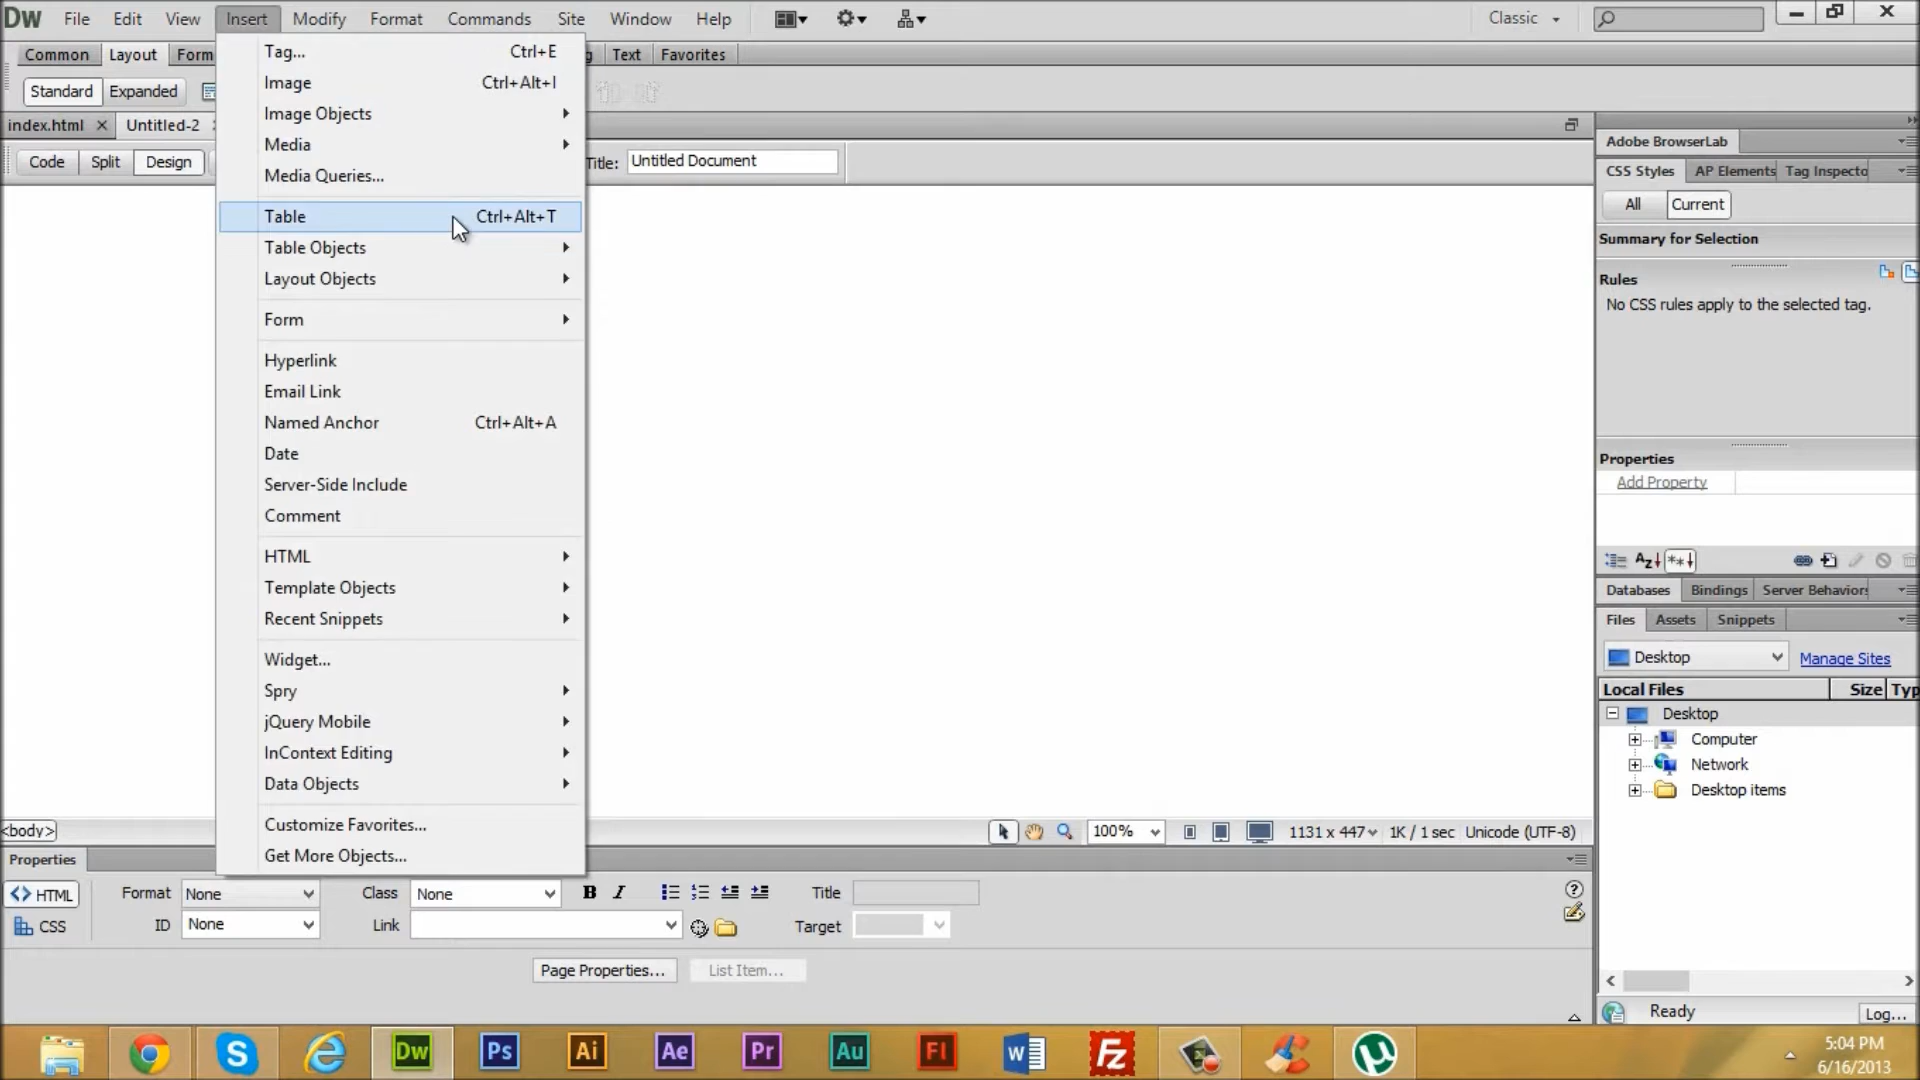 Dw File Edit View Insert Modify Format Commands Site Window Help Classic
Common Layout Form Text Favorites
Standard Expanded
index.html Untitled-2
Code Split Design Title: Untitled Document
Tag... Ctrl+E
Image Ctrl+Alt+I
Image Objects
Media
Media Queries...
Table Ctrl+Alt+T
Table Objects
Layout Objects
Form
Hyperlink
Email Link
Named Anchor Ctrl+Alt+A
Date
Server-Side Include
Comment
HTML
Template Objects
Recent Snippets
Widget...
Spry
jQuery Mobile
InContext Editing
Data Objects
Customize Favorites...
Get More Objects...
Adobe BrowserLab
CSS Styles AP Elements Tag Inspecto
All Current
Summary for Selection
Rules
No CSS rules apply to the selected tag.
Properties
Add Property
Databases Bindings Server Behaviors
Files Assets Snippets
Desktop Manage Sites
Local Files Size Typ
Desktop
Computer
Network
Desktop items
<body> 100% 1131 x 447 1K / 1 sec Unicode (UTF-8)
Properties
HTML Format None Class None B I Title
CSS ID None Link Target
Page Properties... List Item...
Ready Log...
Dw Ps Ai Ae Pr Au Fl
5:04 PM
6/16/2013